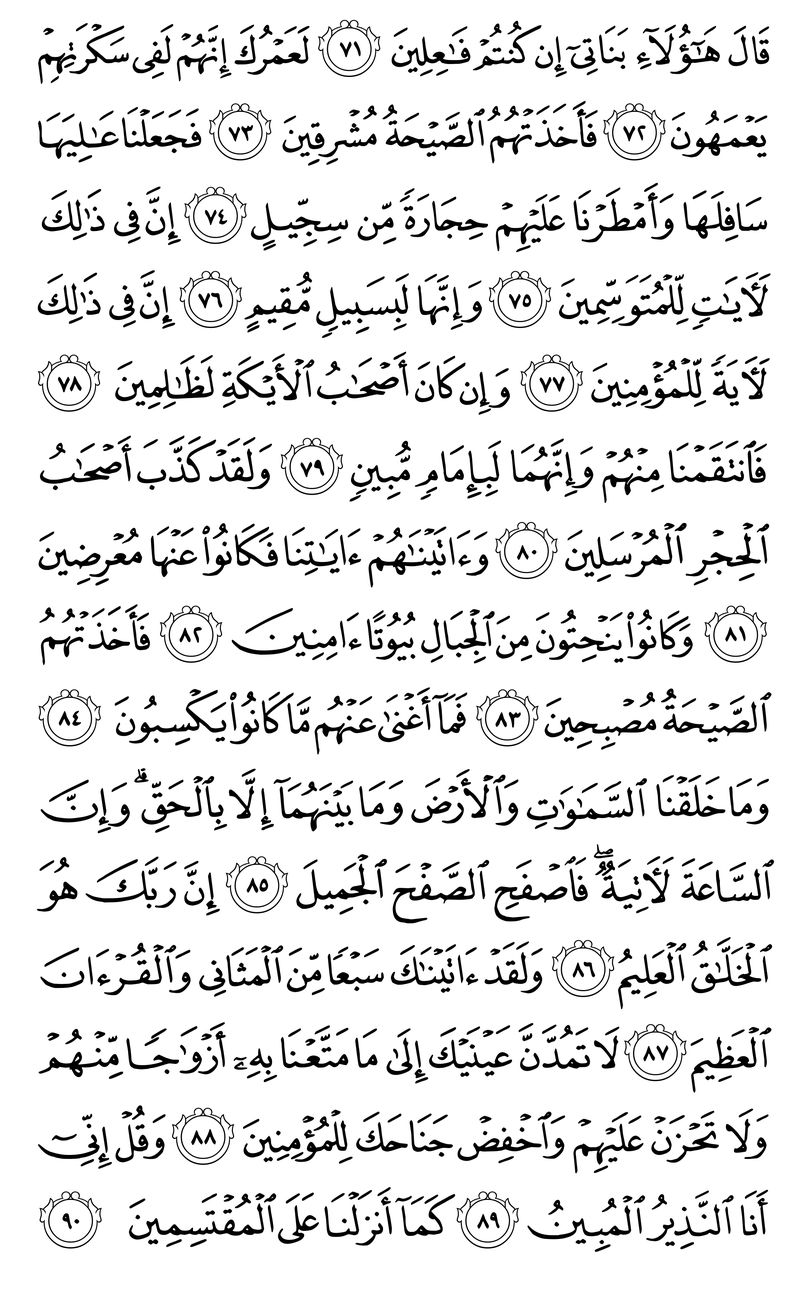 قَالَ هَٰٓؤُلَآءِ بَنَاتِيٓ إِن كُنتُمۡ فَٰعِلِينَ ٧١ لَعَمۡرُكَ إِنَّهُمۡ لَفِي سَكۡرَتِهِمۡ
يَعۡمَهُونَ ٧٢ فَأَخَذَتۡهُمُ ٱلصَّيۡحَةُ مُشۡرِقِينَ ٧٣ فَجَعَلۡنَا عَٰلِيَهَا
سَافِلَهَا وَأَمۡطَرۡنَا عَلَيۡهِمۡ حِجَارَةٗ مِّن سِجِّيلٍ ٧٤ إِنَّ فِي ذَٰلِكَ
لَأٓيَٰتٖ لِّلۡمُتَوَسِّمِينَ ٧٥ وَإِنَّهَا لَبِسَبِيلٖ مُّقِيمٍ ٧٦ إِنَّ فِي ذَٰلِكَ
لَأٓيَةٗ لِّلۡمُؤۡمِنِينَ ٧٧ وَإِن كَانَ أَصۡحَٰبُ ٱلۡأَيۡكَةِ لَظَٰلِمِينَ ٧٨
فَٱنتَقَمۡنَا مِنۡهُمۡ وَإِنَّهُمَا لَبِإِمَامٖ مُّبِينٖ ٧٩ وَلَقَدۡ كَذَّبَ أَصۡحَٰبُ
ٱلۡحِجۡرِ ٱلۡمُرۡسَلِينَ ٨٠ وَءَاتَيۡنَٰهُمۡ ءَايَٰتِنَا فَكَانُواْ عَنۡهَا مُعۡرِضِينَ
٨١ وَكَانُواْ يَنۡحِتُونَ مِنَ ٱلۡجِبَالِ بُيُوتًا ءَامِنِينَ ٨٢ فَأَخَذَتۡهُمُ
ٱلصَّيۡحَةُ مُصۡبِحِينَ ٨٣ فَمَآ أَغۡنَىٰ عَنۡهُم مَّا كَانُواْ يَكۡسِبُونَ ٨٤
وَمَا خَلَقۡنَا ٱلسَّمَٰوَٰتِ وَٱلۡأَرۡضَ وَمَا بَيۡنَهُمَآ إِلَّا بِٱلۡحَقِّۗ وَإِنَّ
ٱلسَّاعَةَ لَأٓتِيَةٞۖ فَٱصۡفَحِ ٱلصَّفۡحَ ٱلۡجَمِيلَ ٨٥ إِنَّ رَبَّكَ هُوَ
ٱلۡخَلَّٰقُ ٱلۡعَلِيمُ ٨٦ وَلَقَدۡ ءَاتَيۡنَٰكَ سَبۡعٗا مِّنَ ٱلۡمَثَانِي وَٱلۡقُرۡءَانَ
ٱلۡعَظِيمَ ٨٧ لَا تَمُدَّنَّ عَيۡنَيۡكَ إِلَىٰ مَا مَتَّعۡنَا بِهِۦٓ أَزۡوَٰجٗا مِّنۡهُمۡ
وَلَا تَحۡزَنۡ عَلَيۡهِمۡ وَٱخۡفِضۡ جَنَاحَكَ لِلۡمُؤۡمِنِينَ ٨٨ وَقُلۡ إِنِّيٓ
أَنَا ٱلنَّذِيرُ ٱلۡمُبِينُ ٨٩ كَمَآ أَنزَلۡنَا عَلَى ٱلۡمُقۡتَسِمِينَ ٩٠